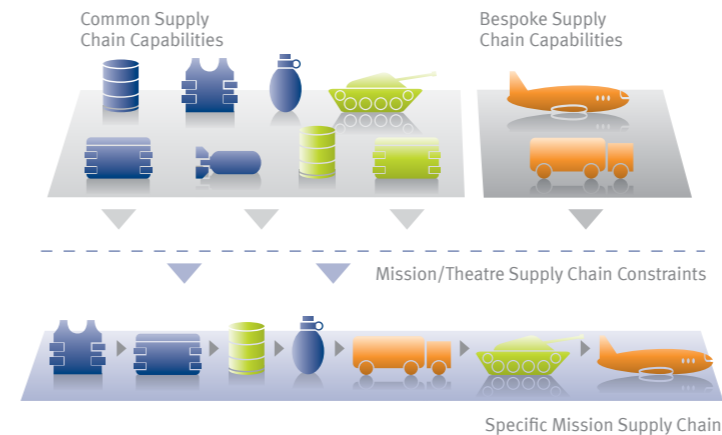 Common Supply
Chain Capabilities
Bespoke Supply
Chain Capabilities
Mission/Theatre Supply Chain Constraints
Specific Mission Supply Chain